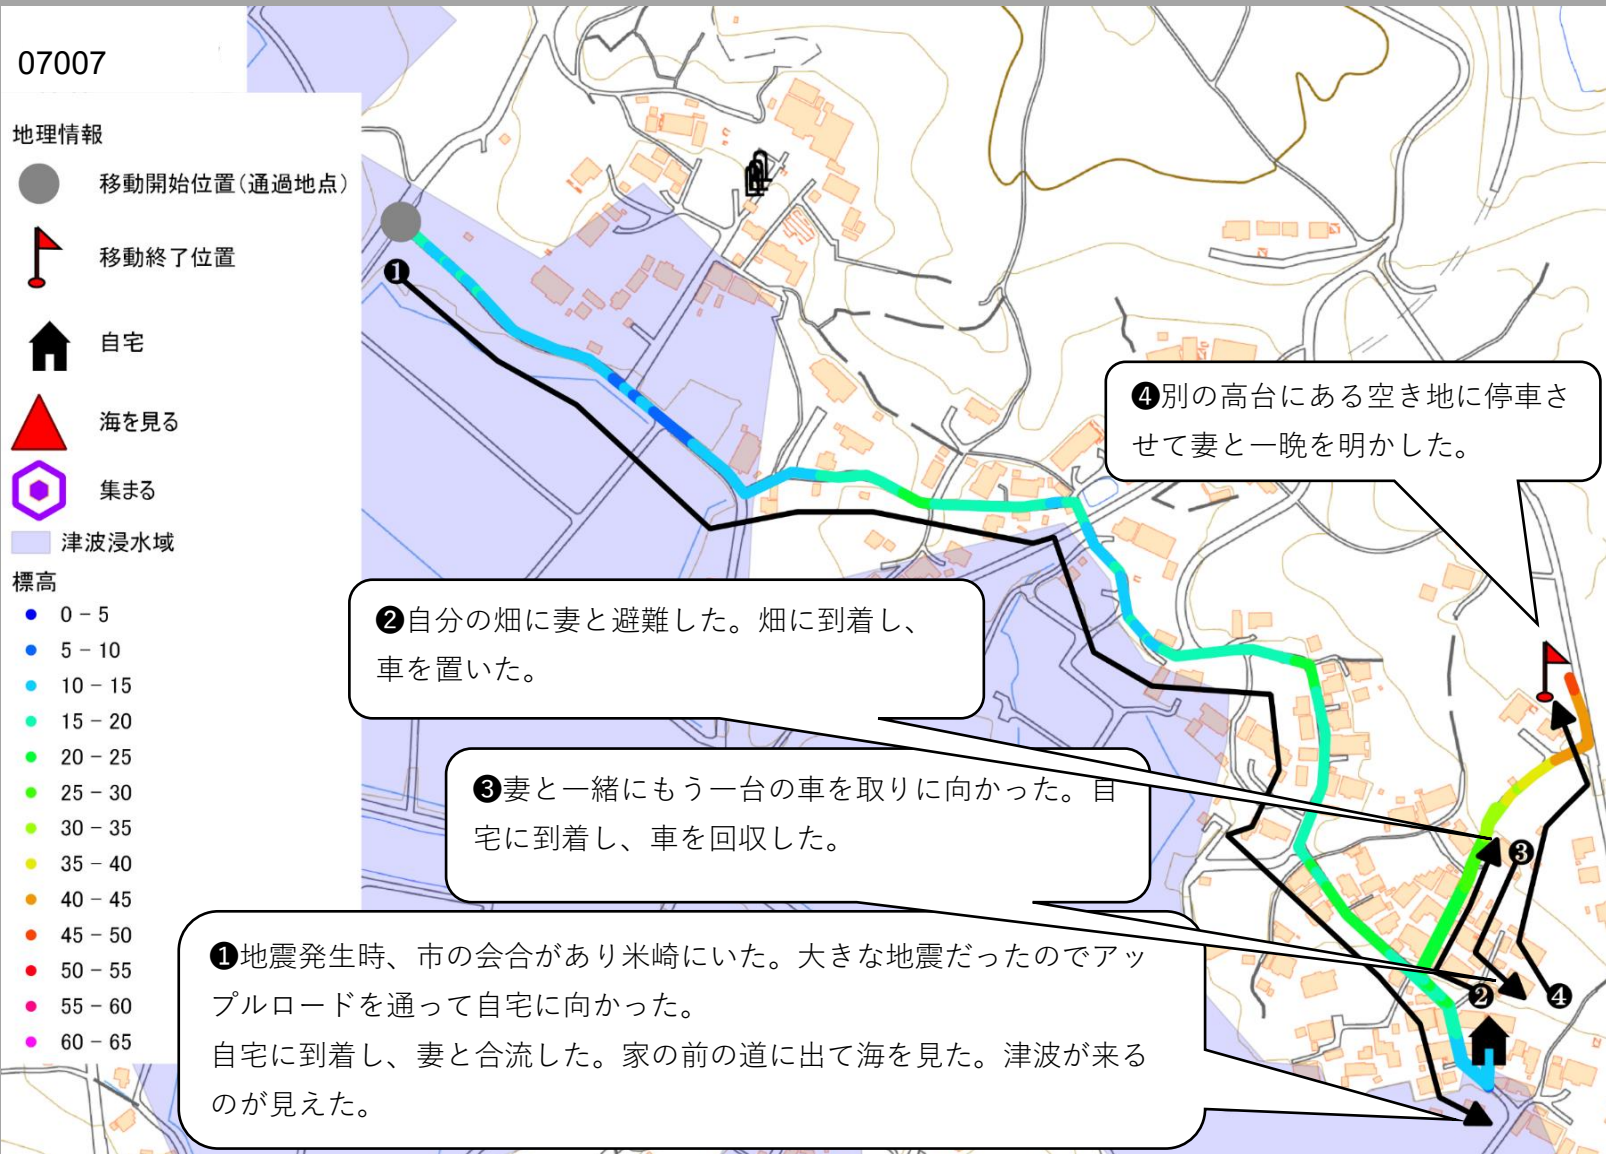 07007
地理情報
移動開始位置(通過地点)
移動終了位置
自宅
海を見る
集まる
津波浸水域
標高
0 - 5
5 - 10
10 - 15
15 - 20
20 - 25
25 - 30
30 - 35
35 - 40
40 - 45
45 - 50
50 - 55
55 - 60
60 - 65
❶
❹別の高台にある空き地に停車さ
せて妻と一晩を明かした。
❷自分の畑に妻と避難した。畑に到着し、
車を置いた。
❸妻と一緒にもう一台の車を取りに向かった。自
宅に到着し、車を回収した。
❸
❷
❹
❶地震発生時、市の会合があり米崎にいた。大きな地震だったのでアッ
プルロードを通って自宅に向かった。
自宅に到着し、妻と合流した。家の前の道に出て海を見た。津波が来る
のが見えた。